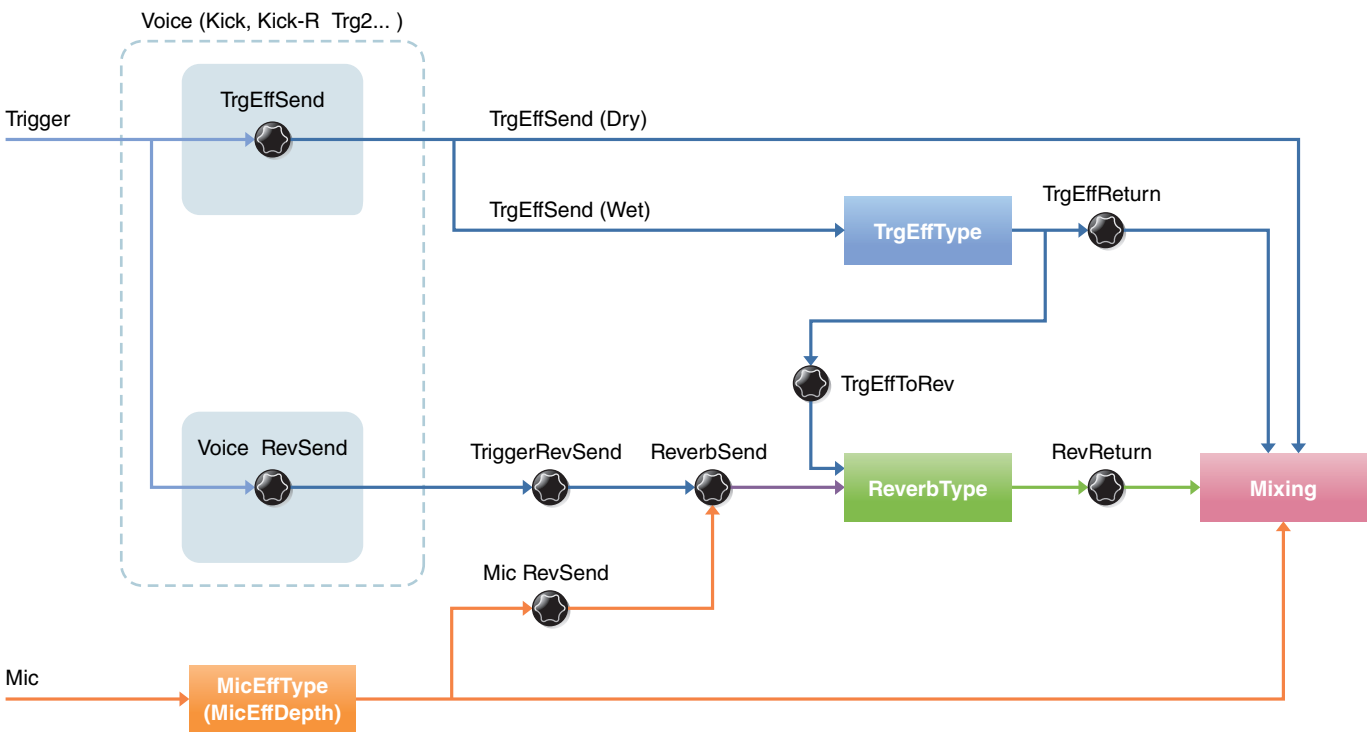 Voice (Kick, Kick-R Trg2... )
TrgEffSend
Trigger
TrgEffSend (Dry)
TrgEffSend (Wet)
TrgEffType
TrgEffReturn
TrgEffToRev
Voice RevSend
TriggerRevSend
ReverbSend
ReverbType
RevReturn
Mixing
Mic RevSend
Mic
MicEffType
(MicEffDepth)